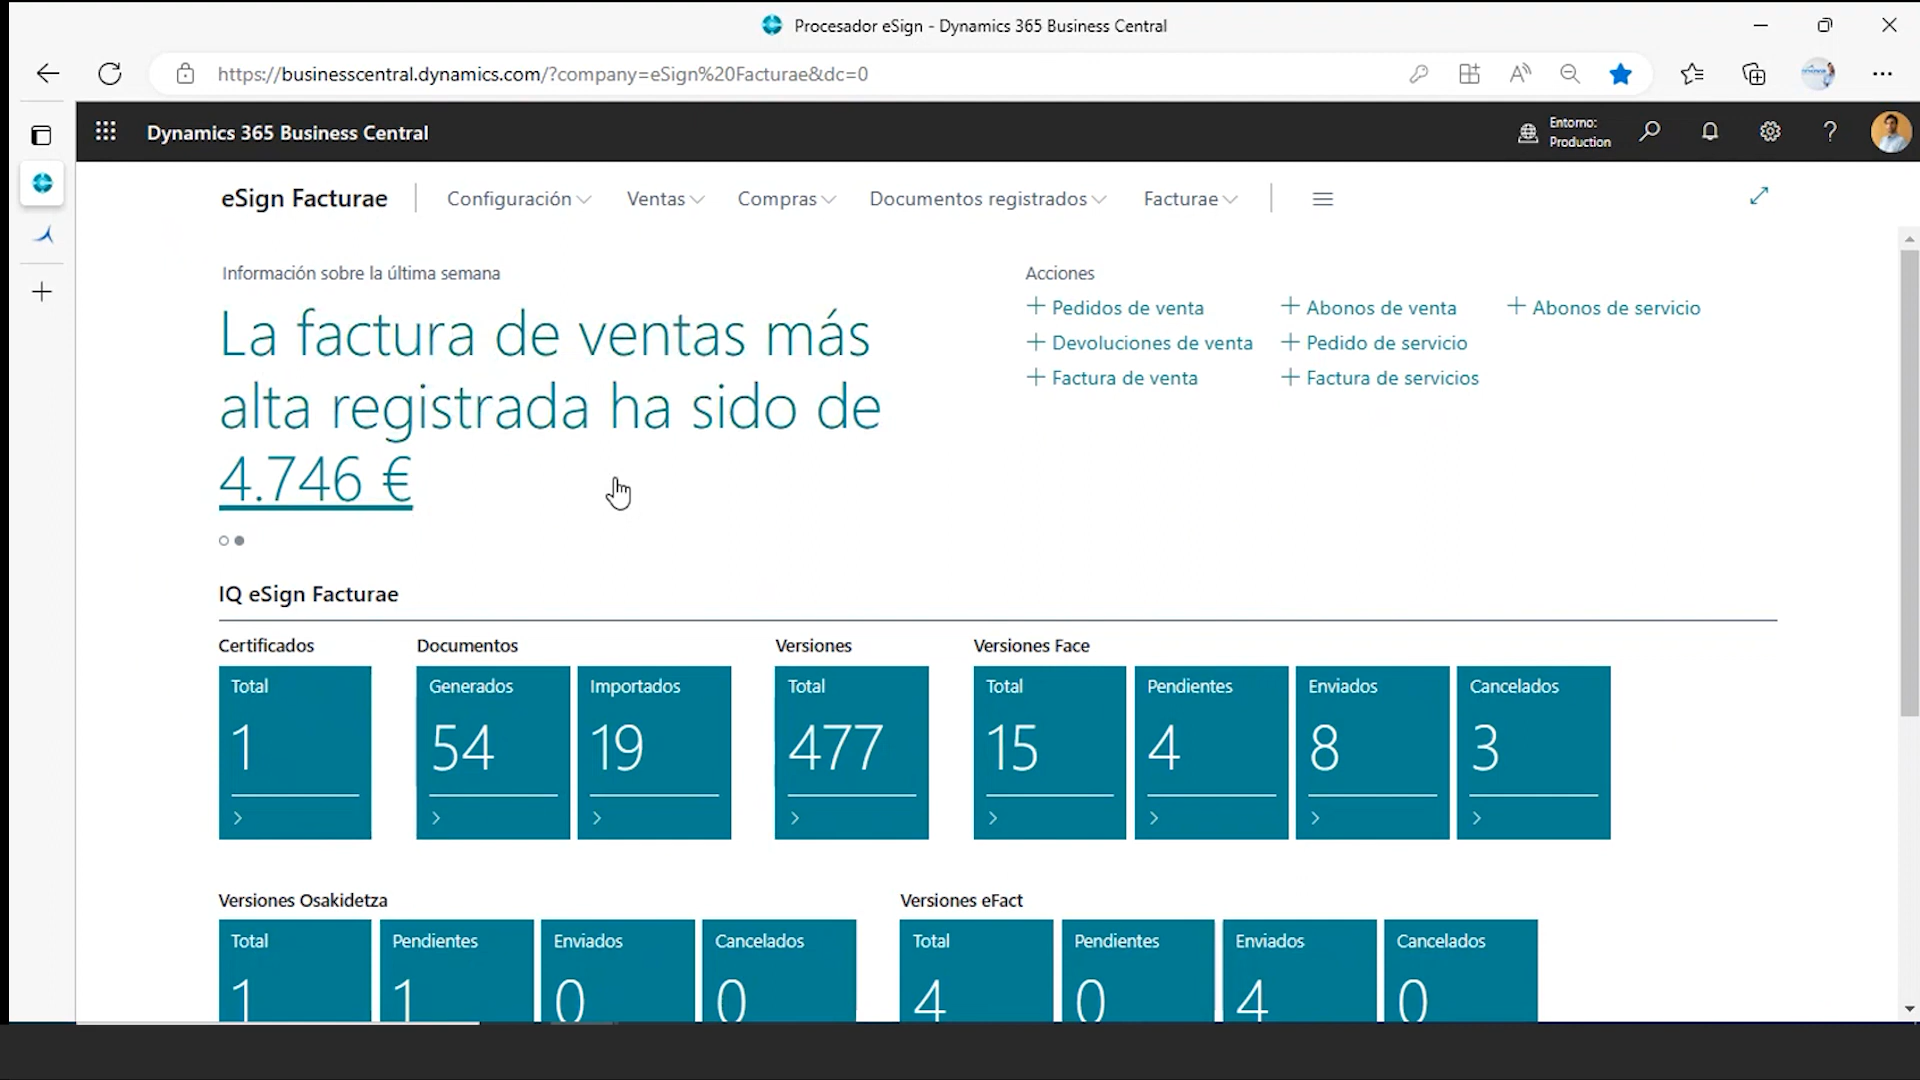 Procesador eSign - Dynamics 365 Business Central
https://businesscentral.dynamics.com/?company=eSign%20Facturae&dc=0
Dynamics 365 Business Central
Entorno:
Production
eSign Facturae
Configuración
Ventas
Compras
Documentos registrados
Facturae
Información sobre la última semana
La factura de ventas más
alta registrada ha sido de
4.746 €
Acciones
+ Pedidos de venta
+ Abonos de venta
+ Abonos de servicio
+ Devoluciones de venta
+ Pedido de servicio
+ Factura de venta
+ Factura de servicios
IQ eSign Facturae
Certificados
Documentos
Versiones
Versiones Face
Total
Generados
Importados
Total
Total
Pendientes
Enviados
Cancelados
1
54
19
477
15
4
8
3
Versiones Osakidetza
Versiones eFact
Total
Pendientes
Enviados
Cancelados
Total
Pendientes
Enviados
Cancelados
1
1
0
0
4
0
4
0